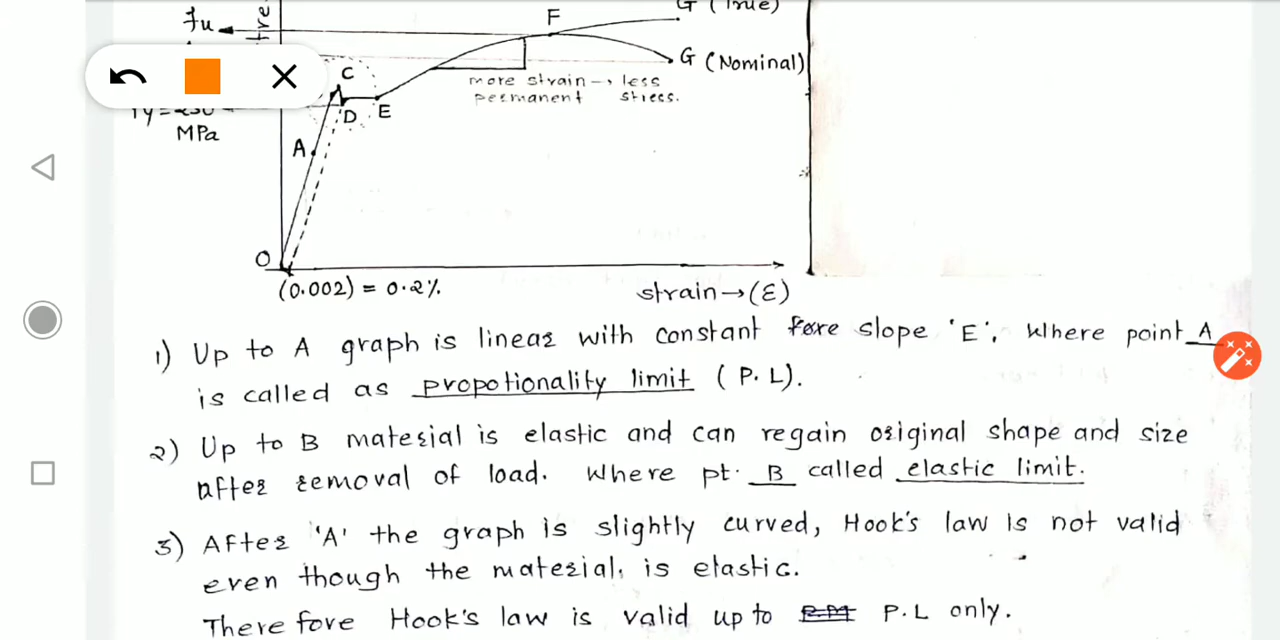 fu
F
G (Nominal)
C
more strain → less
permanent stress.
D E
MPa
A
O
(0.002) = 0.2%
strain → (ε)
1) Up to A graph is linear with constant fore slope 'E', Where point A
is called as propotionality limit (P.L).
2) Up to B material is elastic and can regain original shape and size
after removal of load. Where pt. B called elastic limit.
3) After 'A' the graph is slightly curved, Hook's law is not valid
even though the material is elastic.
There fore Hook's law is valid up to P.L only.